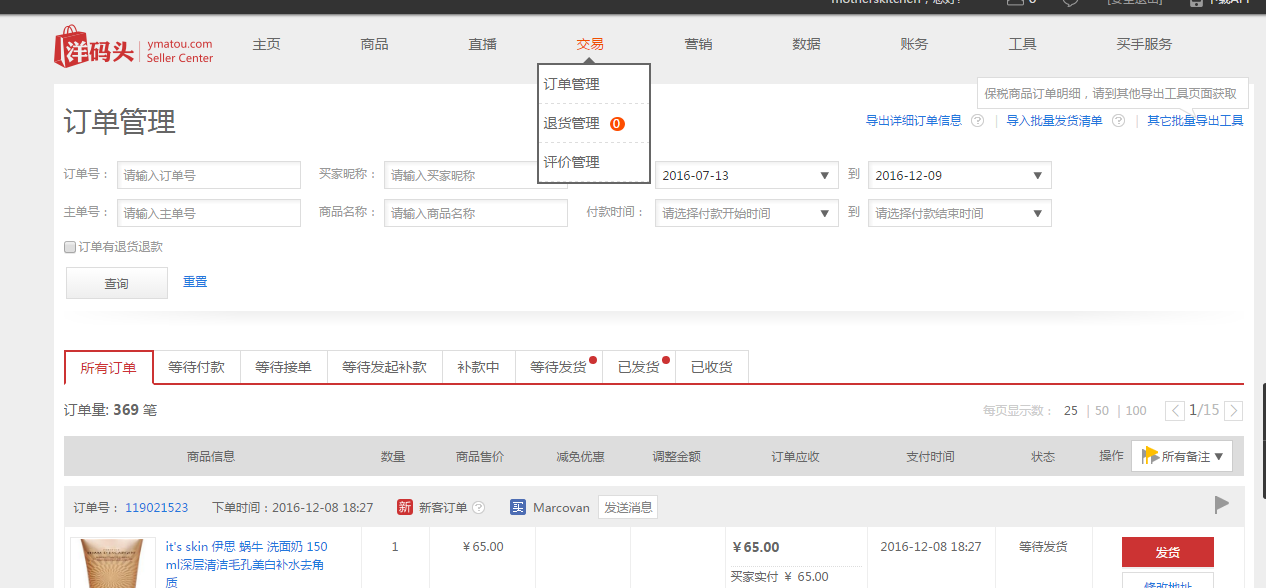 motherskitchen，您好！ 0 [安全退出] 下载APP
洋码头 ymatou.com Seller Center
主页 商品 直播 交易 营销 数据 账务 工具 买手服务
订单管理
退货管理 0
评价管理
保税商品订单明细，请到其他导出工具页面获取
订单管理
导出详细订单信息 ? | 导入批量发货清单 ? | 其它批量导出工具
订单号： 请输入订单号 买家昵称： 请输入买家昵称 2016-07-13 ▼ 到 2016-12-09 ▼
主单号： 请输入主单号 商品名称： 请输入商品名称 付款时间： 请选择付款开始时间 ▼ 到 请选择付款结束时间 ▼
订单有退货退款
查询 重置
所有订单 等待付款 等待接单 等待发起补款 补款中 等待发货 已发货 已收货
订单量: 369 笔 每页显示数： 25 | 50 | 100 < 1/15 >
商品信息 数量 商品售价 减免优惠 调整金额 订单应收 支付时间 状态 操作 所有备注 ▼
订单号： 119021523 下单时间：2016-12-08 18:27 新 新客订单 ? 买 Marcovan 发送消息
it's skin 伊思 蜗牛 洗面奶 150 1 ¥65.00 ¥65.00 2016-12-08 18:27 等待发货 发货
ml深层清洁毛孔美白补水去角
买家实付 ¥ 65.00
质 修改地址